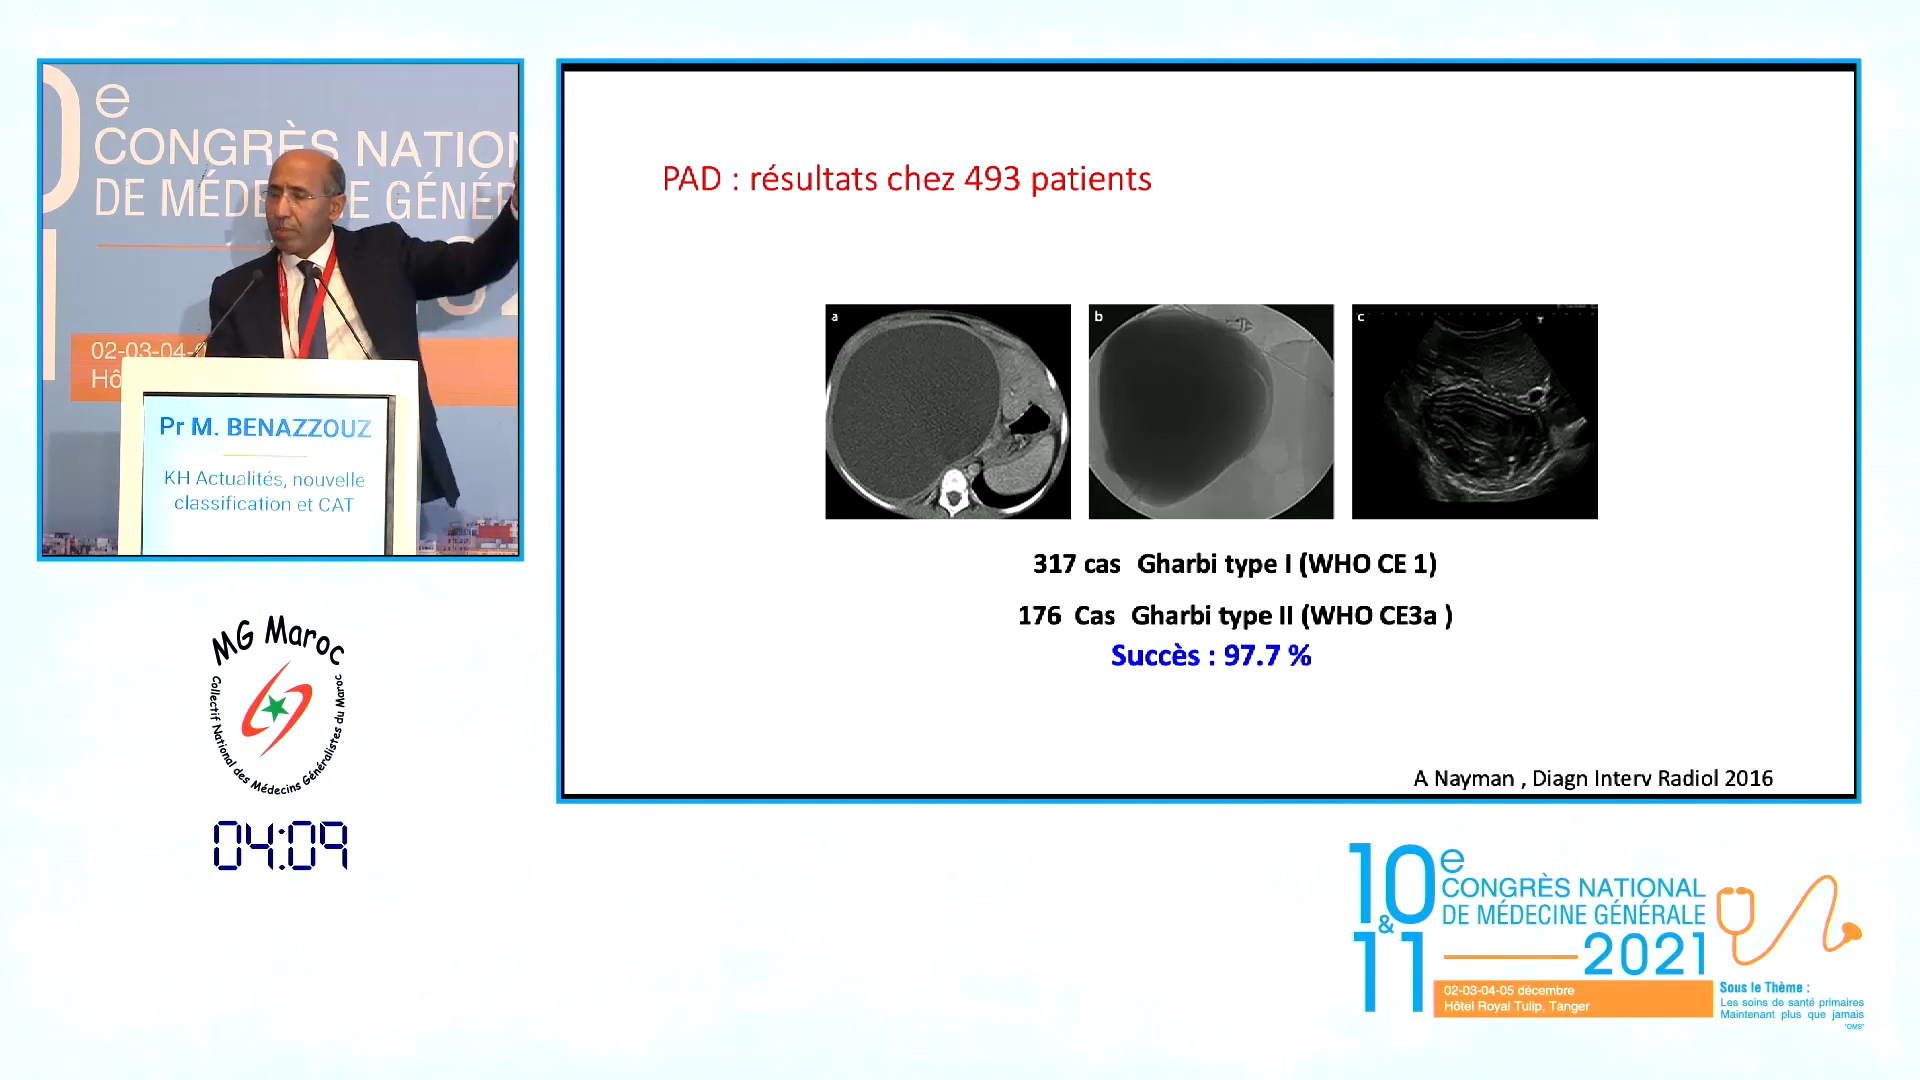 e
CONGRÈS NATION
DE MÉDE E GÉNÉR
02-03-04-
Hô
Pr M. BENAZZOUZ
KH Actualités, nouvelle
classification et CAT
PAD : résultats chez 493 patients
a
b
c
317 cas Gharbi type I (WHO CE 1)
176 Cas Gharbi type II (WHO CE3a )
Succès : 97.7 %
A Nayman , Diagn Interv Radiol 2016
MG Maroc
Collectif National des Médecins Généralistes du Maroc
04:09
10e
CONGRÈS NATIONAL
DE MÉDECINE GÉNÉRALE
&
11
2021
02-03-04-05 décembre
Hôtel Royal Tulip, Tanger
Sous le Thème :
Les soins de santé primaires
Maintenant plus que jamais
"OMS"